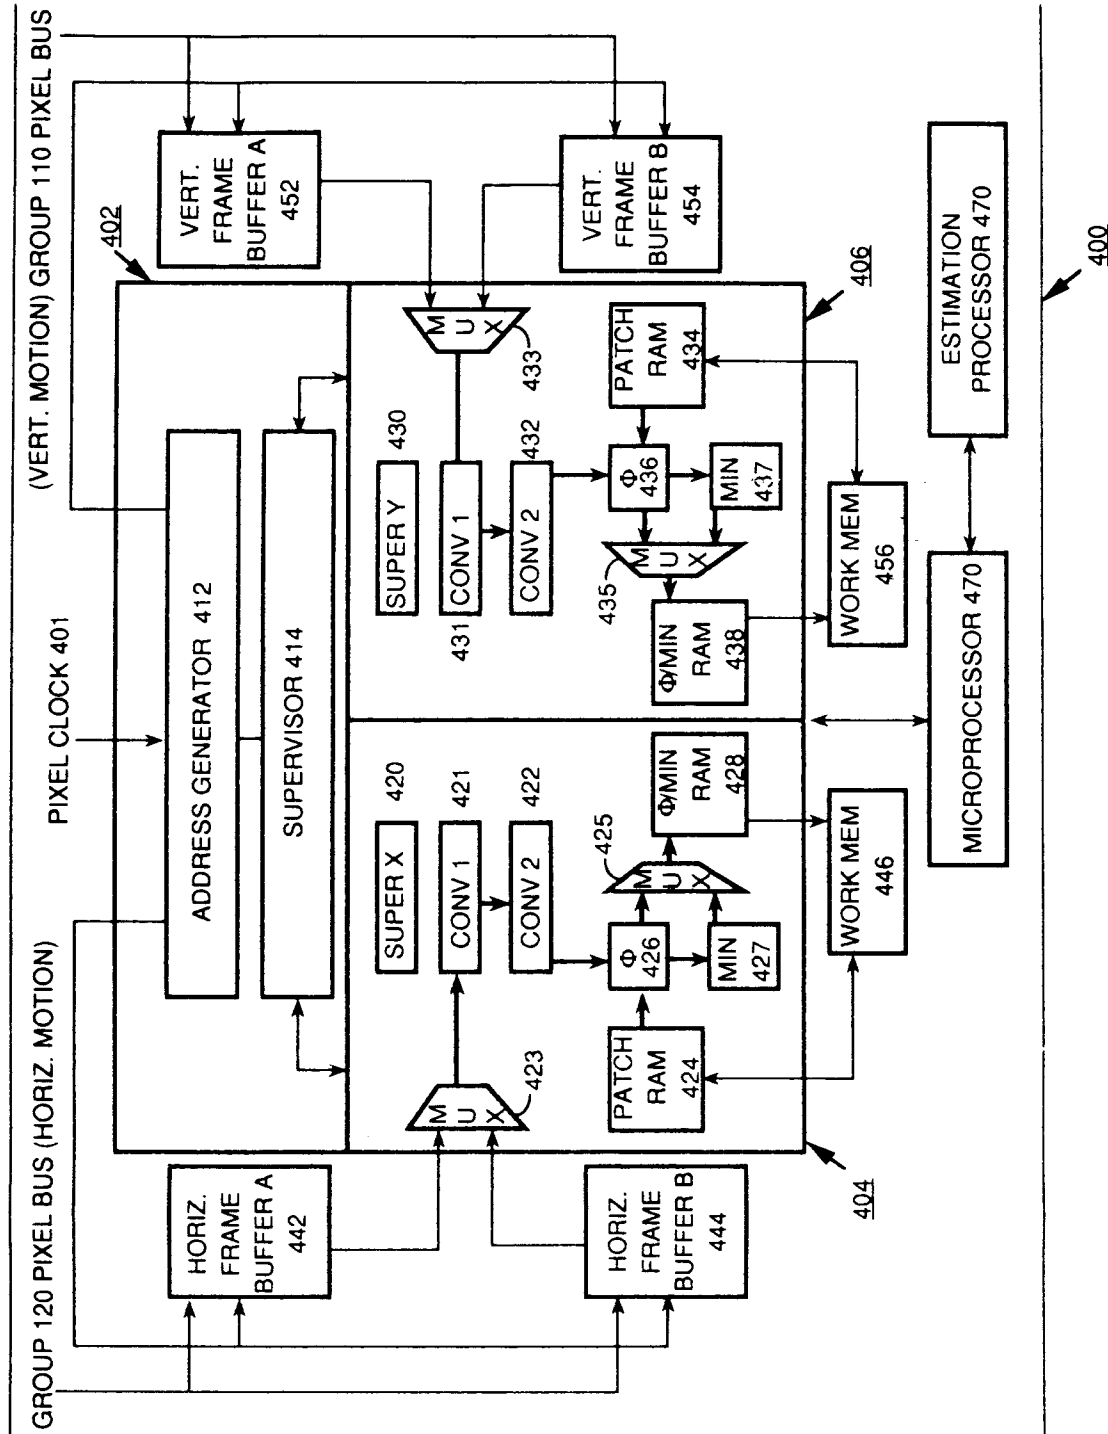 GROUP 120 PIXEL BUS (HORIZ. MOTION)
PIXEL CLOCK 401
(VERT. MOTION) GROUP 110 PIXEL BUS
402
ADDRESS GENERATOR 412
SUPERVISOR 414
HORIZ.
FRAME
BUFFER A
442
VERT.
FRAME
BUFFER A
452
SUPER X
420
SUPER Y
430
M
U
X
423
CONV 1
421
431
CONV 1
M
U
X
433
CONV 2
422
CONV 2
432
HORIZ.
FRAME
BUFFER B
444
VERT.
FRAME
BUFFER B
454
PATCH
RAM
424
Φ
426
MIN
427
M
U
X
425
Φ/MIN
RAM
428
Φ/MIN
RAM
438
435
M
U
X
Φ
436
MIN
437
PATCH
RAM
434
404
406
WORK MEM
446
WORK MEM
456
MICROPROCESSOR 470
ESTIMATION
PROCESSOR 470
400